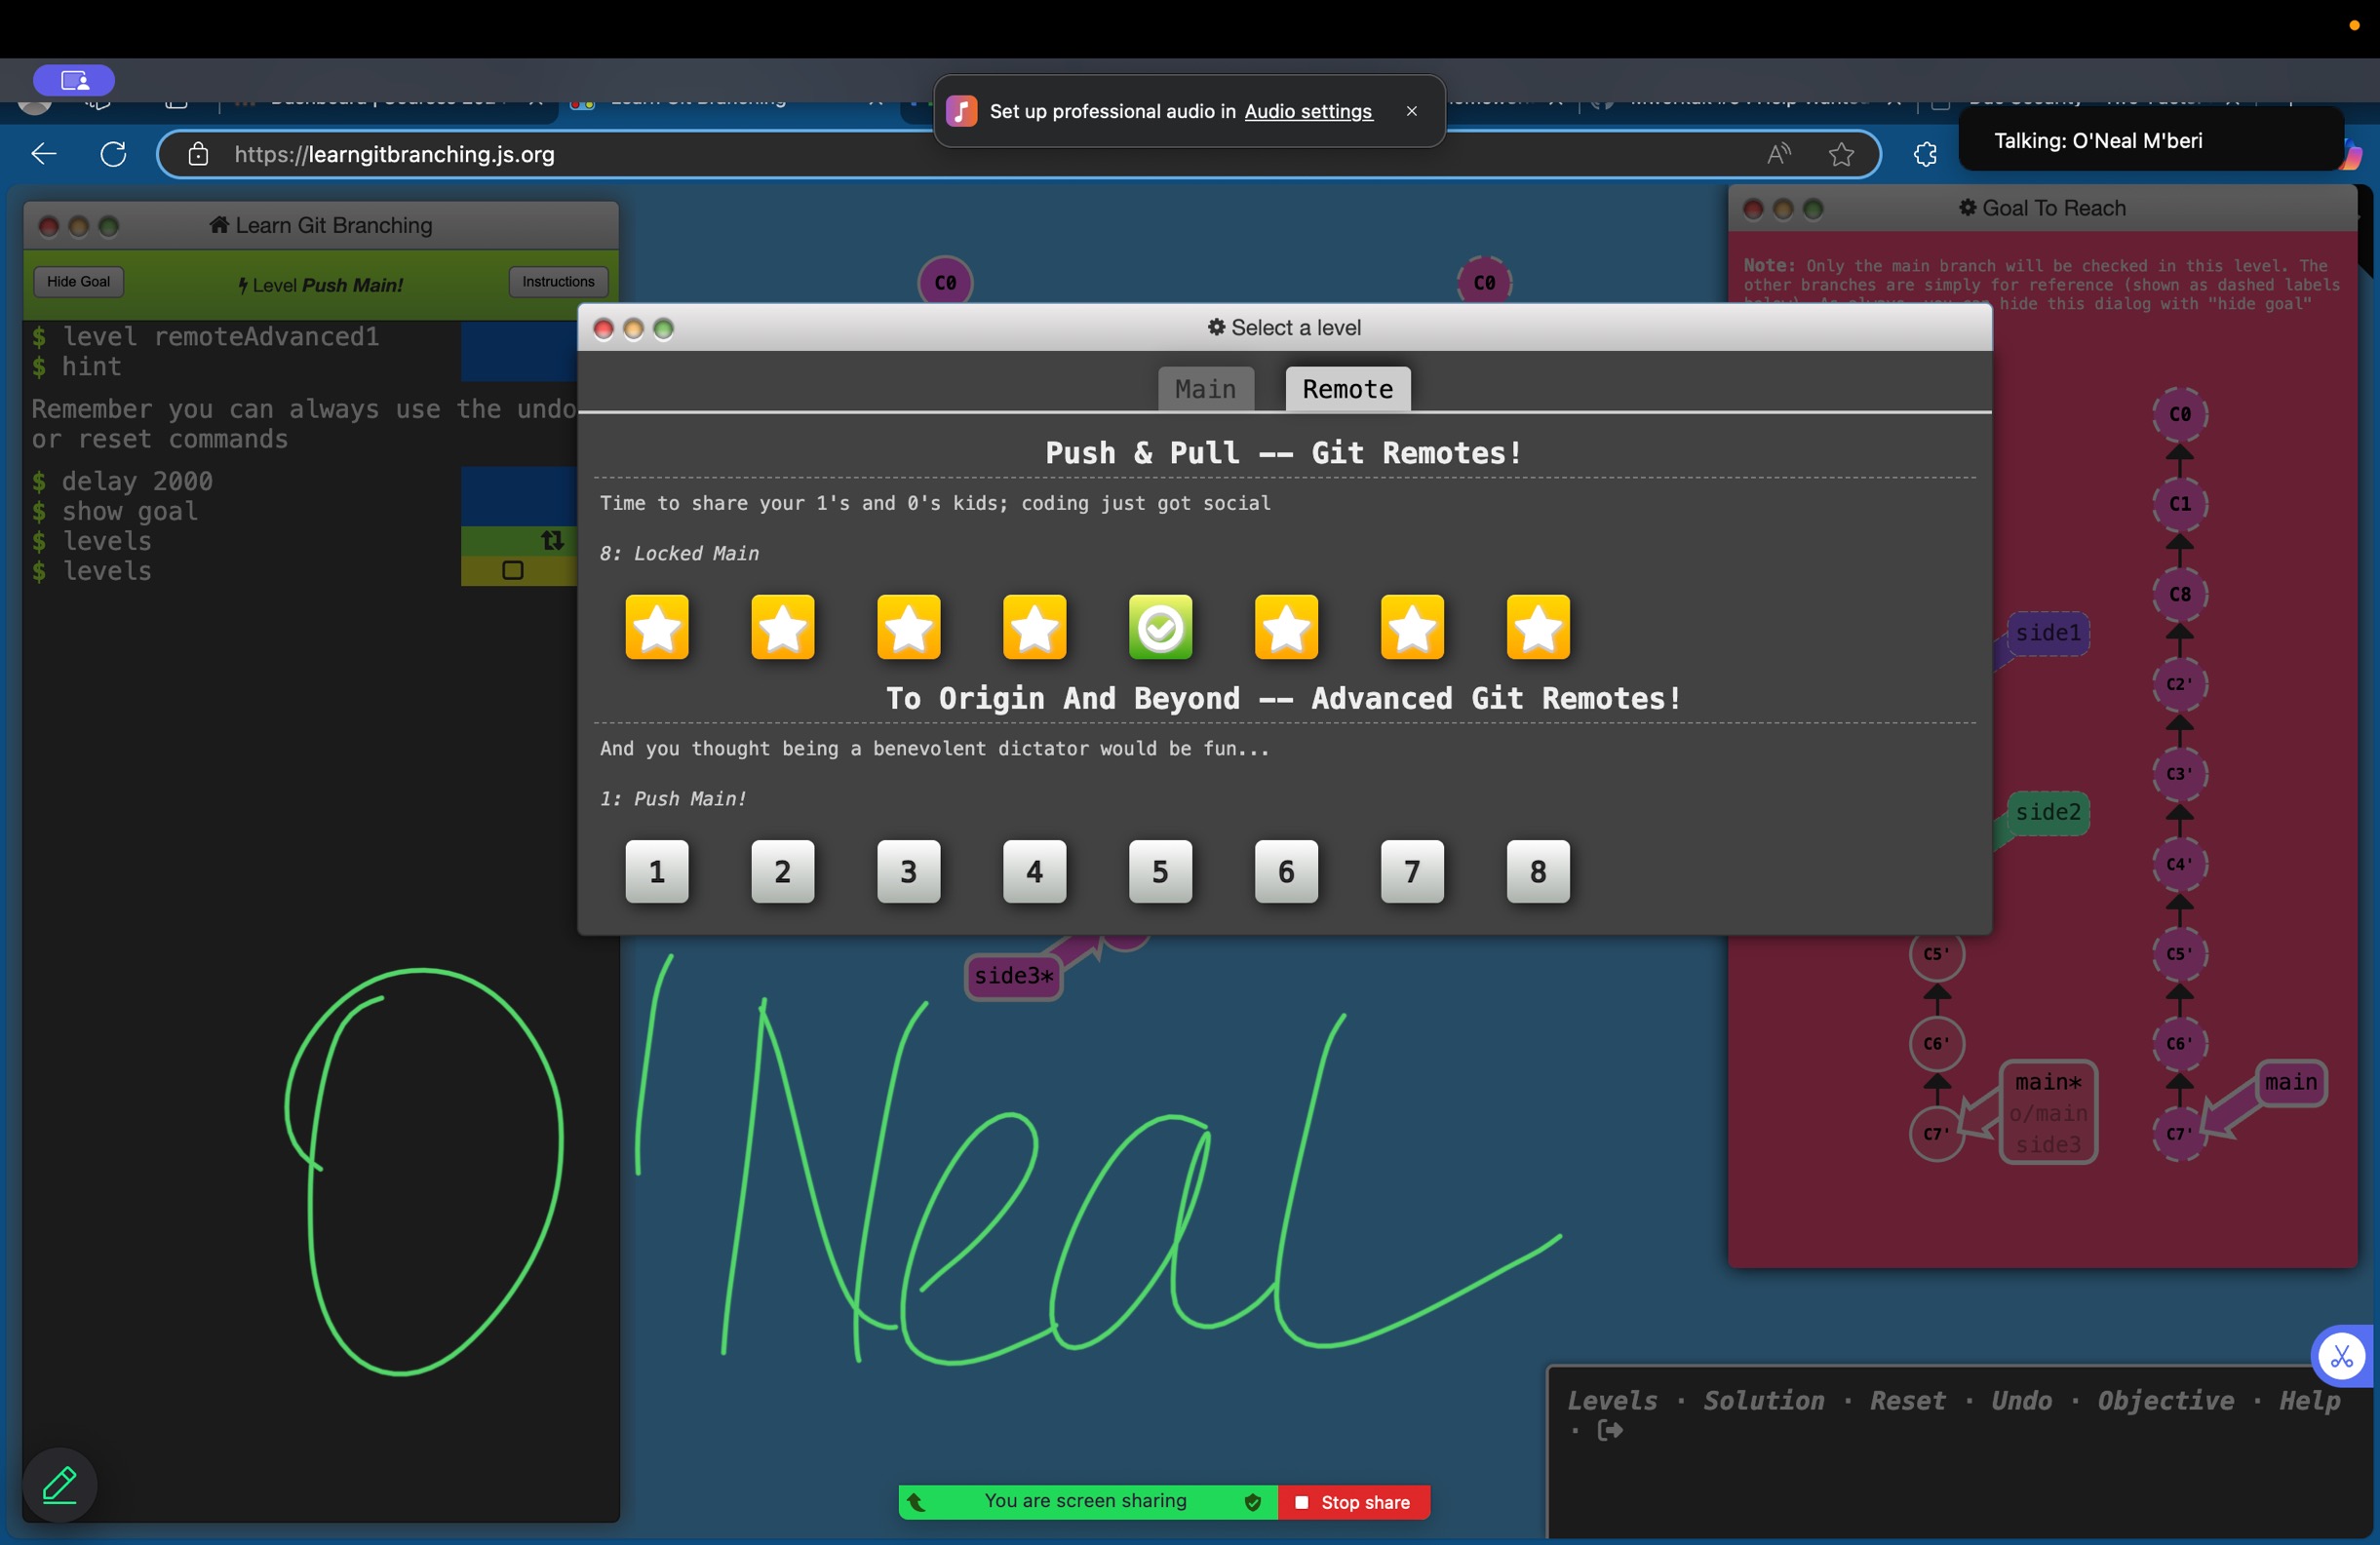 Set up professional audio in Audio settings
Talking: O'Neal M'beri
https://learngitbranching.js.org
Learn Git Branching
Hide Goal
Level Push Main!
Instructions
$ level remoteAdvanced1
$ hint
Remember you can always use the undo
or reset commands
$ delay 2000
$ show goal
$ levels
$ levels
C0
C0
Goal To Reach
Note: Only the main branch will be checked in this level. The
other branches are simply for reference (shown as dashed labels
hide this dialog with "hide goal"
Select a level
Main
Remote
Push & Pull -- Git Remotes!
Time to share your 1's and 0's kids; coding just got social
8: Locked Main
To Origin And Beyond -- Advanced Git Remotes!
And you thought being a benevolent dictator would be fun...
1: Push Main!
1 2 3 4 5 6 7 8
side3*
C0
C1
C8
side1
C2'
C3'
side2
C4'
C5' C5'
C6' C6'
main*
o/main
side3
main
C7' C7'
O'Neal
Levels · Solution · Reset · Undo · Objective · Help
·
You are screen sharing
Stop share